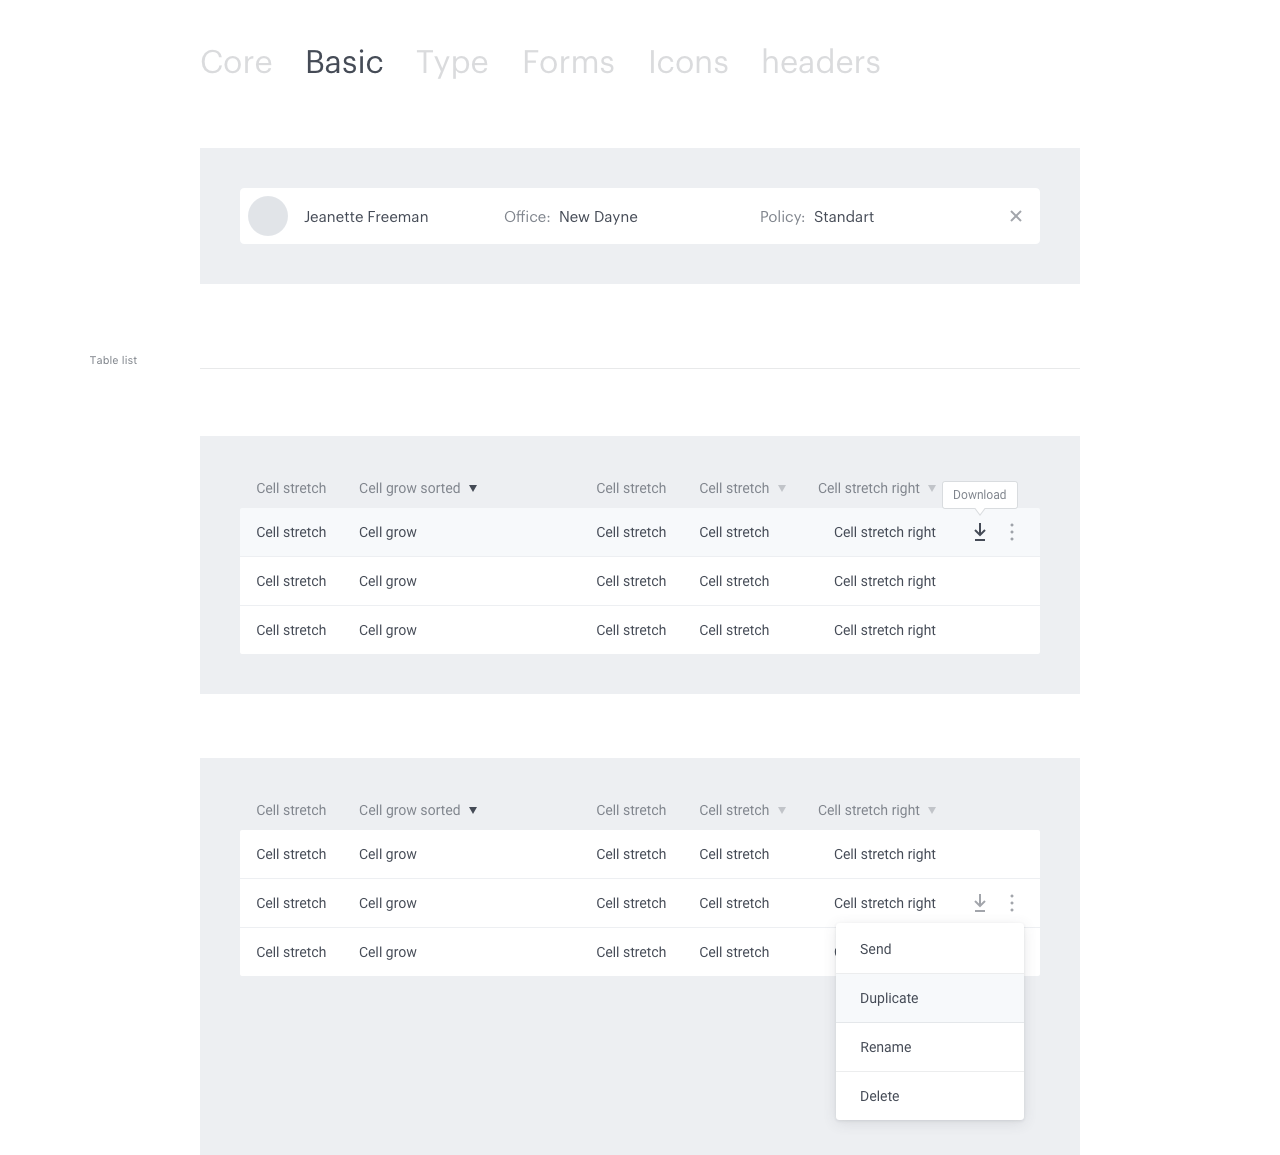 Core Basic Type Forms Icons headers
Jeanette Freeman Office: New Dayne Policy: Standart
Table list
Cell stretch Cell grow sorted Cell stretch Cell stretch Cell stretch right
Download
Cell stretch Cell grow Cell stretch Cell stretch Cell stretch right
Cell stretch Cell grow Cell stretch Cell stretch Cell stretch right
Cell stretch Cell grow Cell stretch Cell stretch Cell stretch right
Cell stretch Cell grow sorted Cell stretch Cell stretch Cell stretch right
Cell stretch Cell grow Cell stretch Cell stretch Cell stretch right
Cell stretch Cell grow Cell stretch Cell stretch Cell stretch right
Cell stretch Cell grow Cell stretch Cell stretch
Send
Duplicate
Rename
Delete